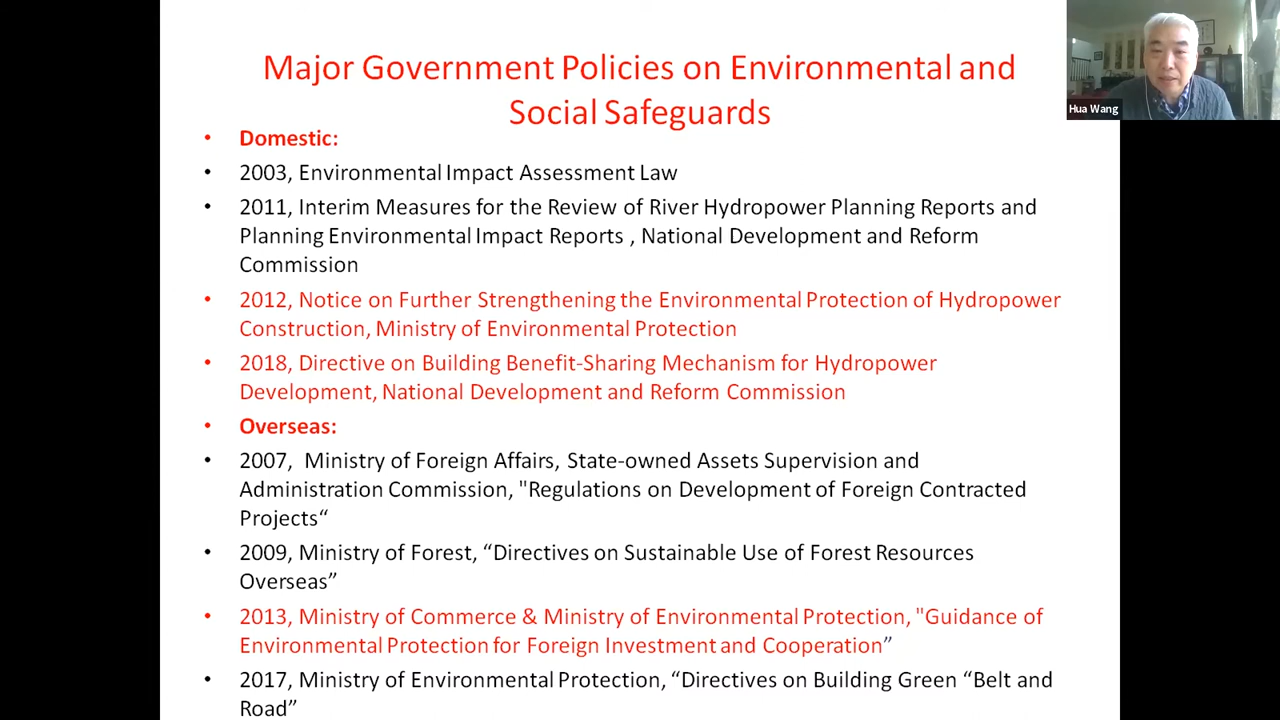 Major Government Policies on Environmental and
Social Safeguards
Hua Wang
• Domestic:
• 2003, Environmental Impact Assessment Law
• 2011, Interim Measures for the Review of River Hydropower Planning Reports and
Planning Environmental Impact Reports , National Development and Reform
Commission
• 2012, Notice on Further Strengthening the Environmental Protection of Hydropower
Construction, Ministry of Environmental Protection
• 2018, Directive on Building Benefit-Sharing Mechanism for Hydropower
Development, National Development and Reform Commission
• Overseas:
• 2007,  Ministry of Foreign Affairs, State-owned Assets Supervision and
Administration Commission, "Regulations on Development of Foreign Contracted
Projects“
• 2009, Ministry of Forest, “Directives on Sustainable Use of Forest Resources
Overseas”
• 2013, Ministry of Commerce & Ministry of Environmental Protection, "Guidance of
Environmental Protection for Foreign Investment and Cooperation”
• 2017, Ministry of Environmental Protection, “Directives on Building Green “Belt and
Road”